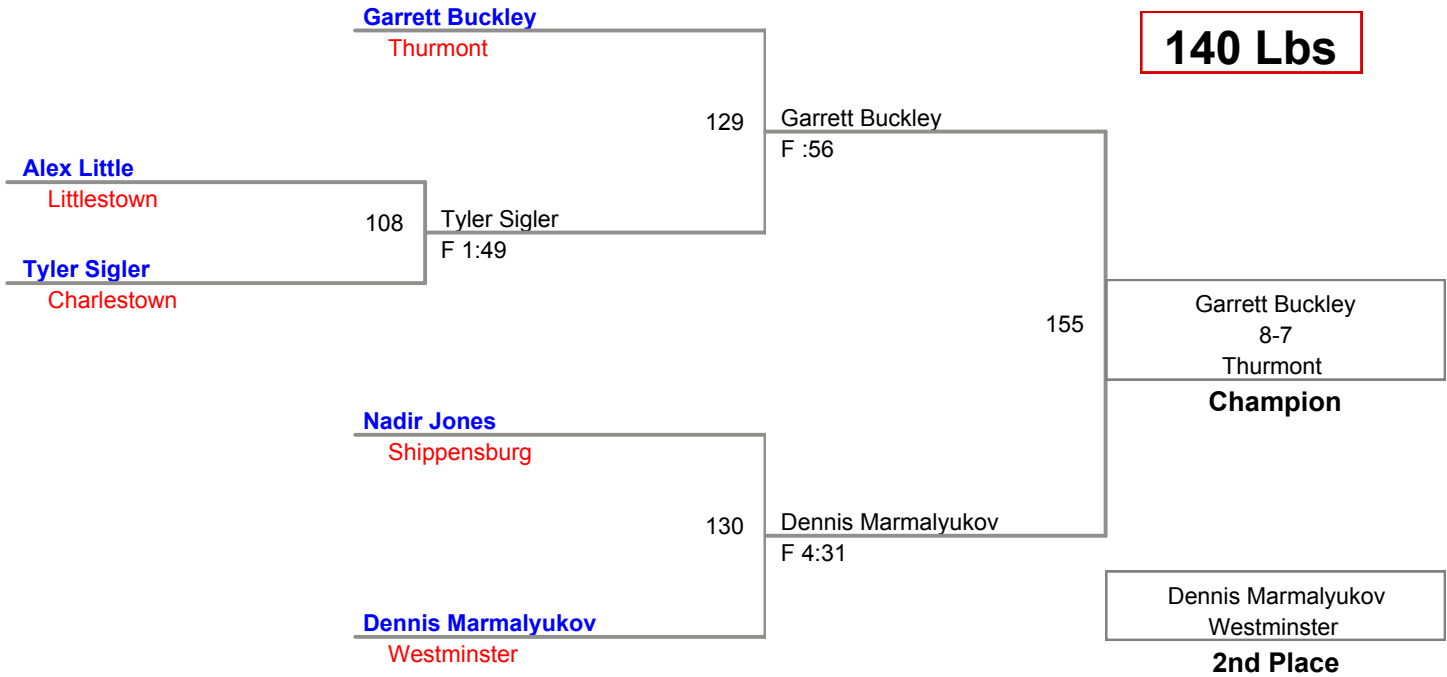 Garrett Buckley
Thurmont
140 Lbs
129
Garrett Buckley
F :56
Alex Little
Littlestown
108
Tyler Sigler
F 1:49
Tyler Sigler
Charlestown
155
Garrett Buckley
8-7
Thurmont
Champion
Nadir Jones
Shippensburg
130
Dennis Marmalyukov
F 4:31
Dennis Marmalyukov
Westminster
Dennis Marmalyukov
Westminster
2nd Place